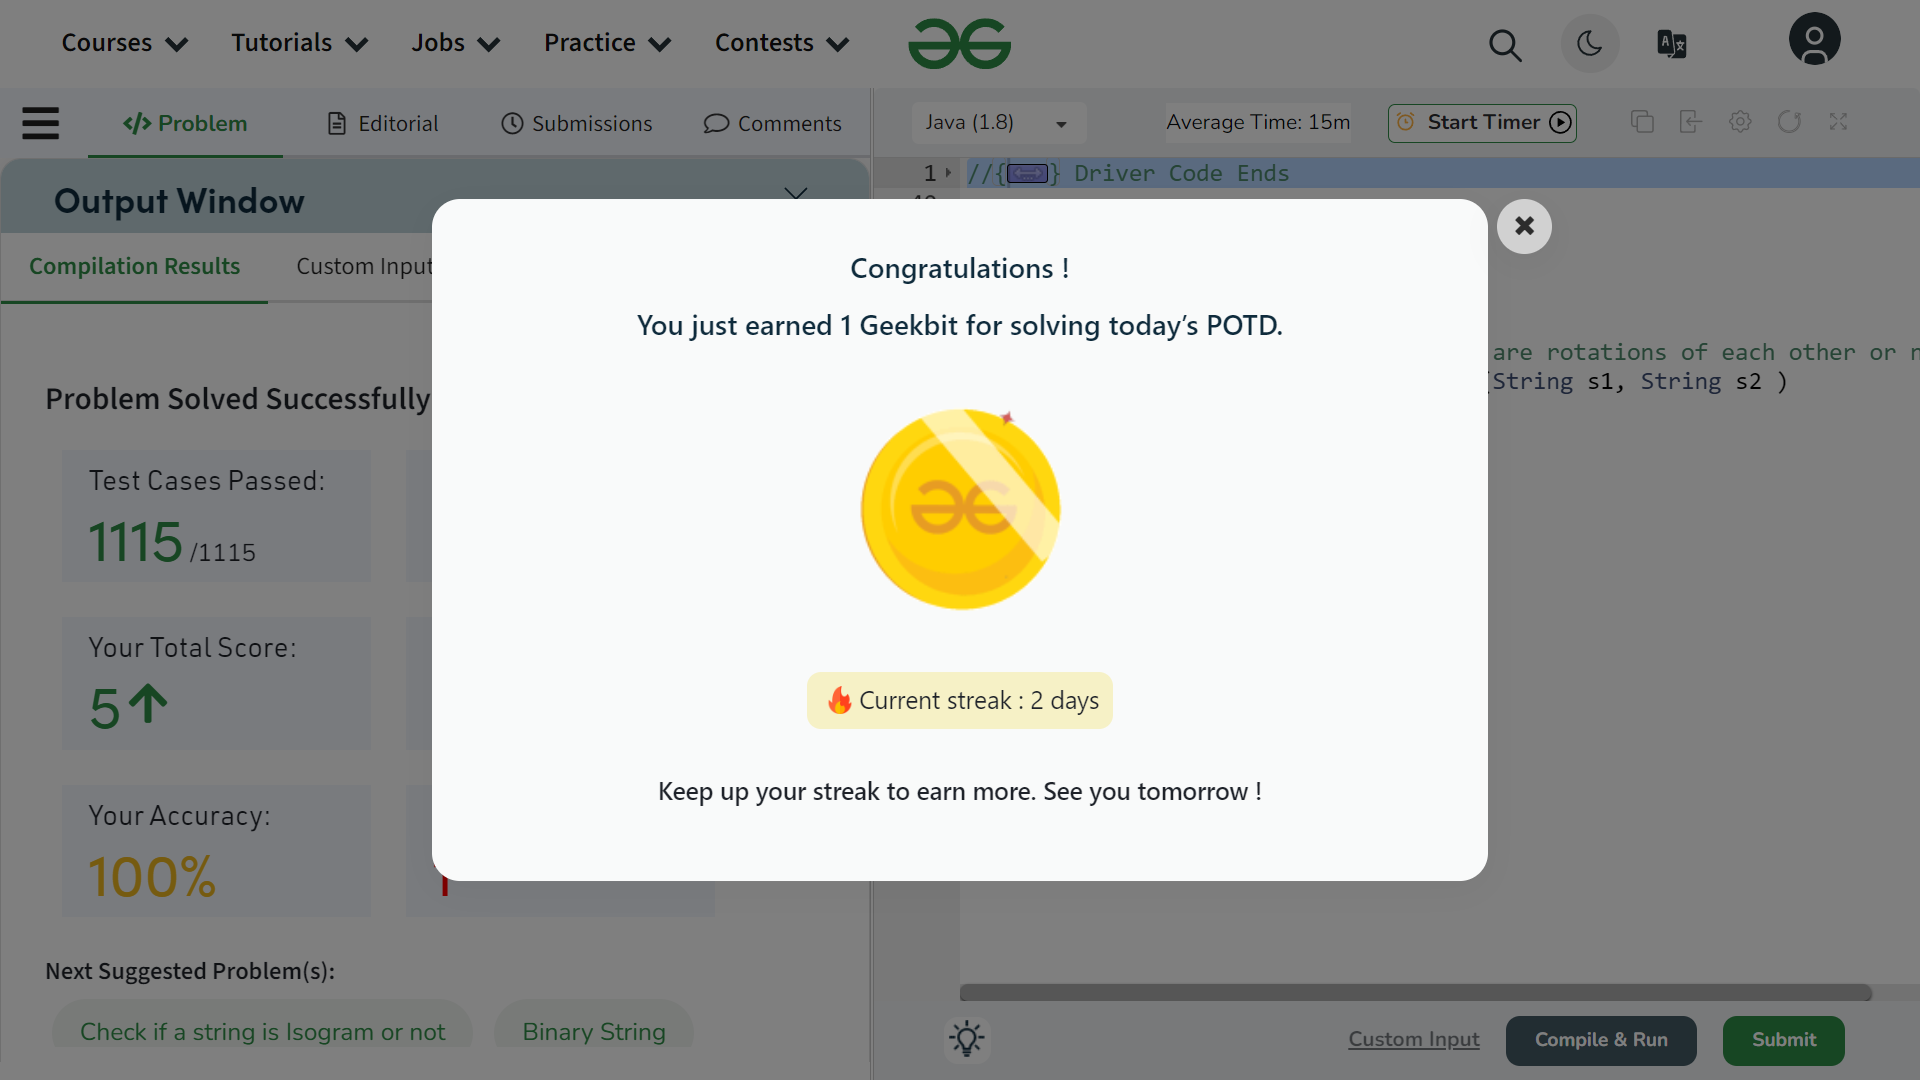 Courses Tutorials Jobs Practice Contests
Problem Editorial Submissions Comments
Java (1.8) Average Time: 15m Start Timer
1 //{ } Driver Code Ends
Output Window
Compilation Results Custom Input
Congratulations !
You just earned 1 Geekbit for solving today’s POTD.
are rotations of each other or
String s1, String s2 )
Problem Solved Successfully
Test Cases Passed:
1115 /1115
Your Total Score:
5
🔥 Current streak : 2 days
Keep up your streak to earn more. See you tomorrow !
Your Accuracy:
100%
Next Suggested Problem(s):
Check if a string is Isogram or not Binary String
Custom Input Compile & Run Submit